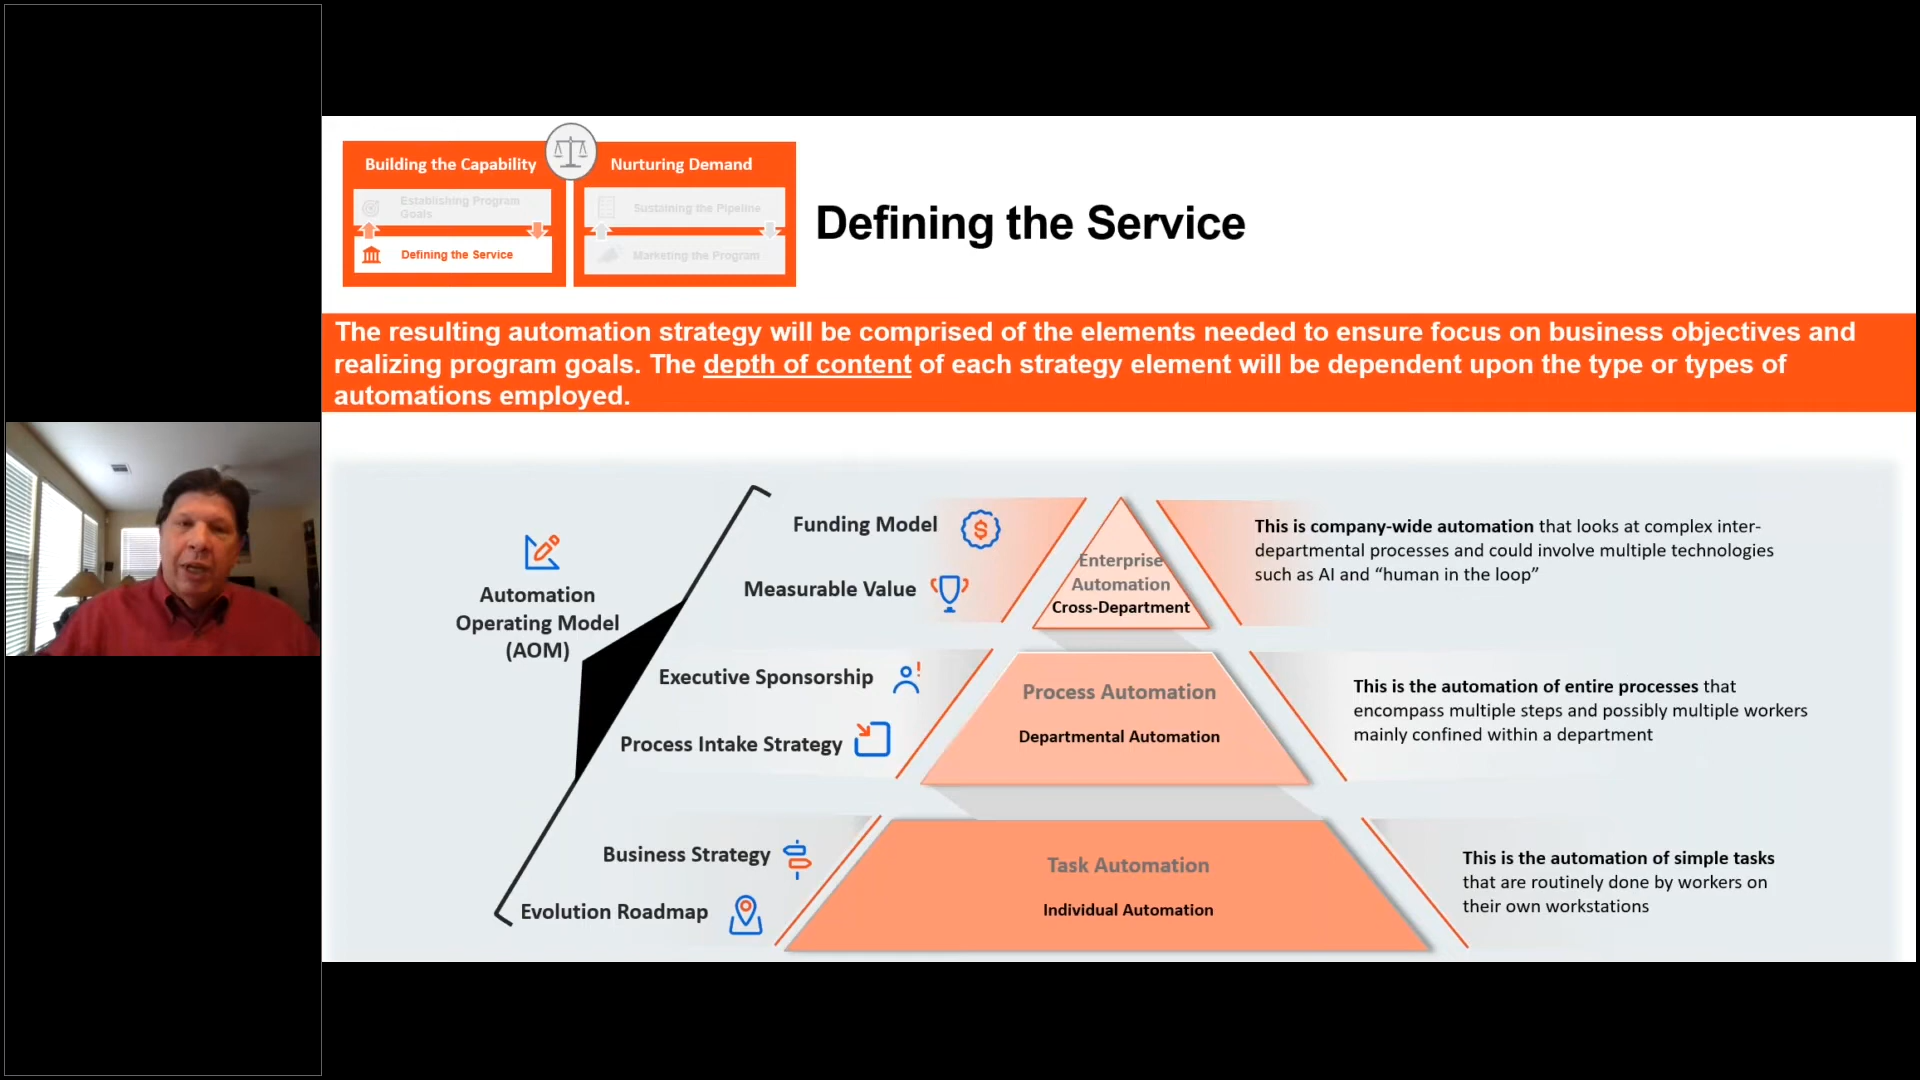 Building the Capability
Establishing Program
Goals
Defining the Service
Nurturing Demand
Sustaining the Pipeline
Marketing the Program
Defining the Service
The resulting automation strategy will be comprised of the elements needed to ensure focus on business objectives and
realizing program goals. The depth of content of each strategy element will be dependent upon the type or types of
automations employed.
Automation
Operating Model
(AOM)
Funding Model
Measurable Value
Executive Sponsorship
Process Intake Strategy
Business Strategy
Evolution Roadmap
Enterprise
Automation
Cross-Department
Process Automation
Departmental Automation
Task Automation
Individual Automation
This is company-wide automation that looks at complex inter-
departmental processes and could involve multiple technologies
such as AI and “human in the loop”
This is the automation of entire processes that
encompass multiple steps and possibly multiple workers
mainly confined within a department
This is the automation of simple tasks
that are routinely done by workers on
their own workstations